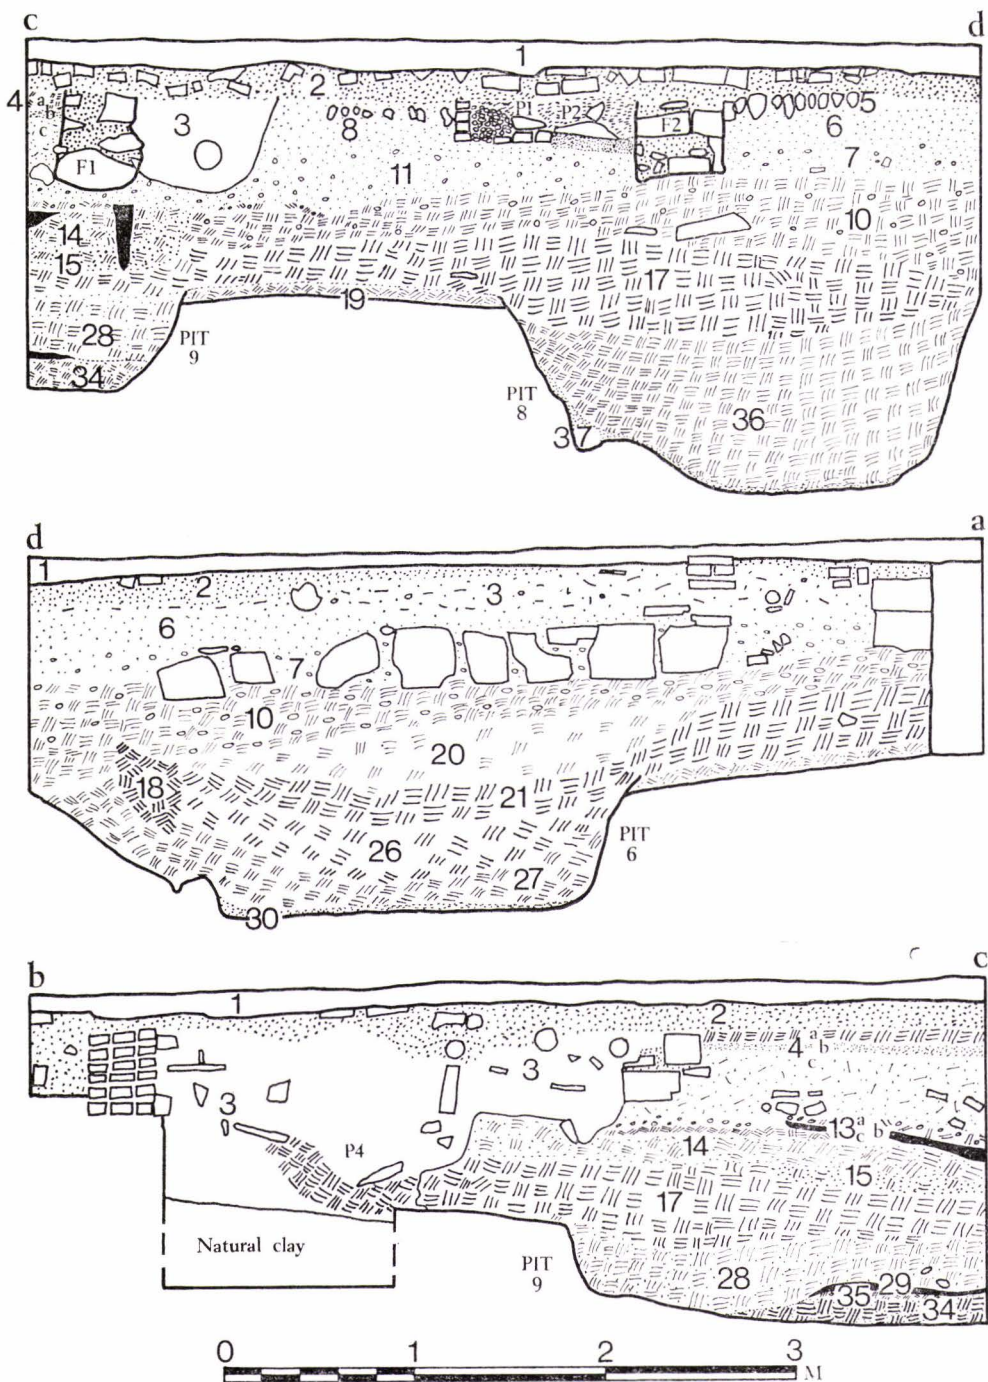 c d
1
2
4 a b c
3
8
P1 P2
F2
5
6
F1
11
7
14
10
15
17
19
28
PIT 9
34
PIT 8
36
37
d a
1
2
3
6
7
10
20
18
21
PIT 6
26
27
30
b c
1
2
4 a b c
3
3
13 a b c
P4
14
15
17
Natural clay
PIT 9
28
29
35
34
0 1 2 3 M